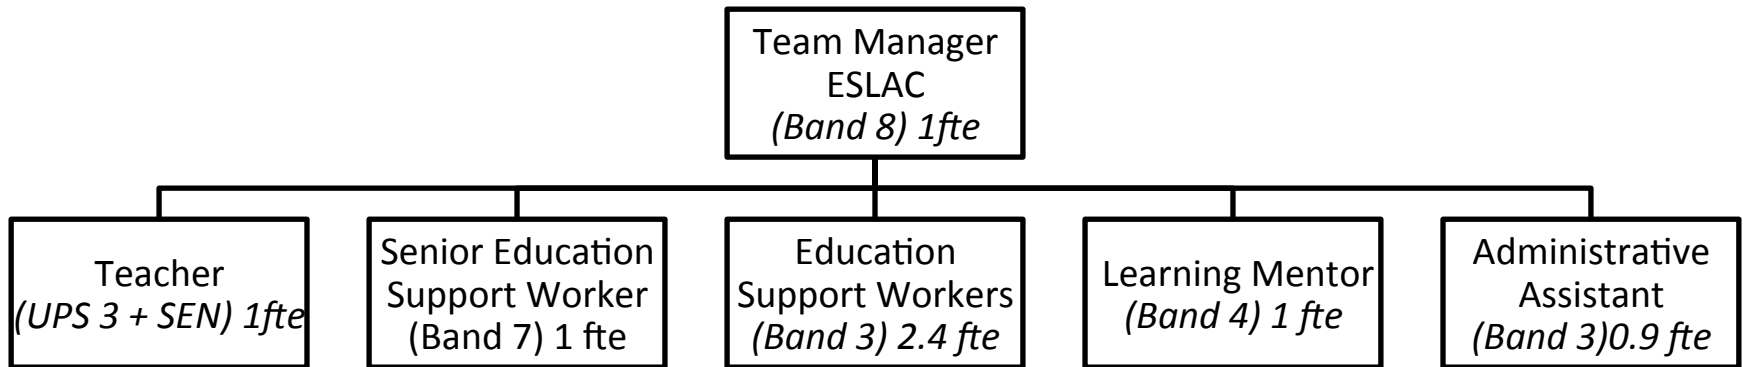 Team Manager
ESLAC
(Band 8) 1fte
Teacher
(UPS 3 + SEN) 1fte
Senior Education
Support Worker
(Band 7) 1 fte
Education
Support Workers
(Band 3) 2.4 fte
Learning Mentor
(Band 4) 1 fte
Administrative
Assistant
(Band 3)0.9 fte